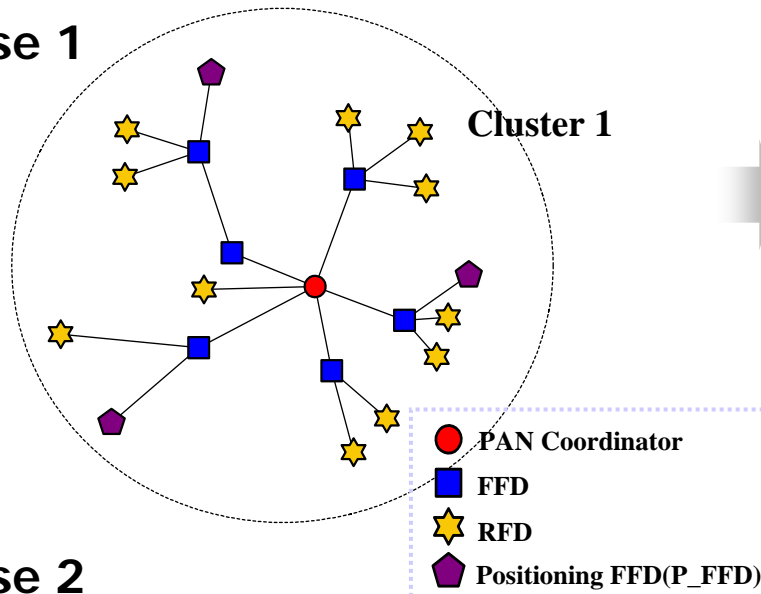 se 1
Cluster 1
PAN Coordinator
FFD
RFD
Positioning FFD(P_FFD)
se 2